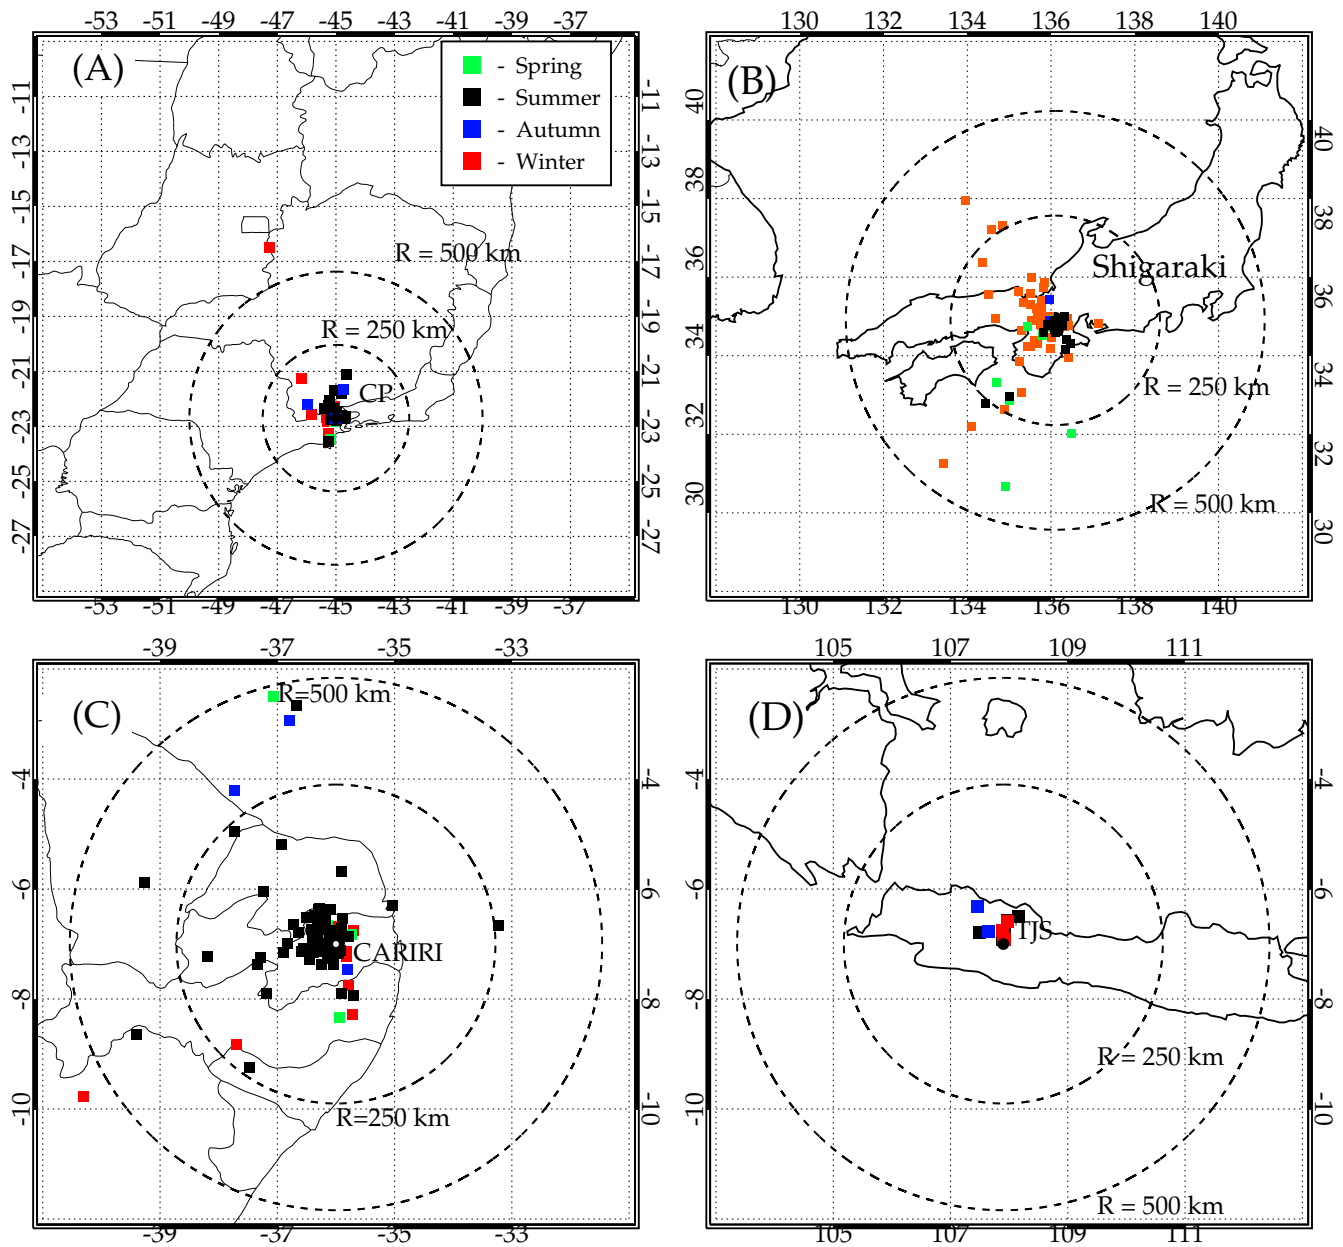 -53 -51 -49 -47 -45 -43 -41 -39 -37
(A)
- Spring
- Summer
- Autumn
- Winter
R = 500 km
R = 250 km
CP
-11 -13 -15 -17 -19 -21 -23 -25 -27
-11 -13 -15 -17 -19 -21 -23 -25 -27
-53 -51 -49 -47 -45 -43 -41 -39 -37
130 132 134 136 138 140
(B)
Shigaraki
R = 250 km
R = 500 km
40 38 36 34 32 30
40 38 36 34 32 30
130 132 134 136 138 140
-39 -37 -35 -33
(C)
R=500 km
CARIRI
R=250 km
-4 -6 -8 -10
-4 -6 -8 -10
-39 -37 -35 -33
105 107 109 111
(D)
TJS
R = 250 km
R = 500 km
-4 -6 -8 -10
105 107 109 111